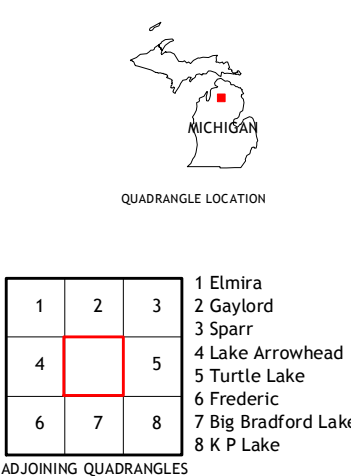 MICHIGAN
QUADRANGLE LOCATION
1 2 3
4 5
6 7 8
1 Elmira
2 Gaylord
3 Sparr
4 Lake Arrowhead
5 Turtle Lake
6 Frederic
7 Big Bradford Lake
8 K P Lake
ADJOINING QUADRANGLES